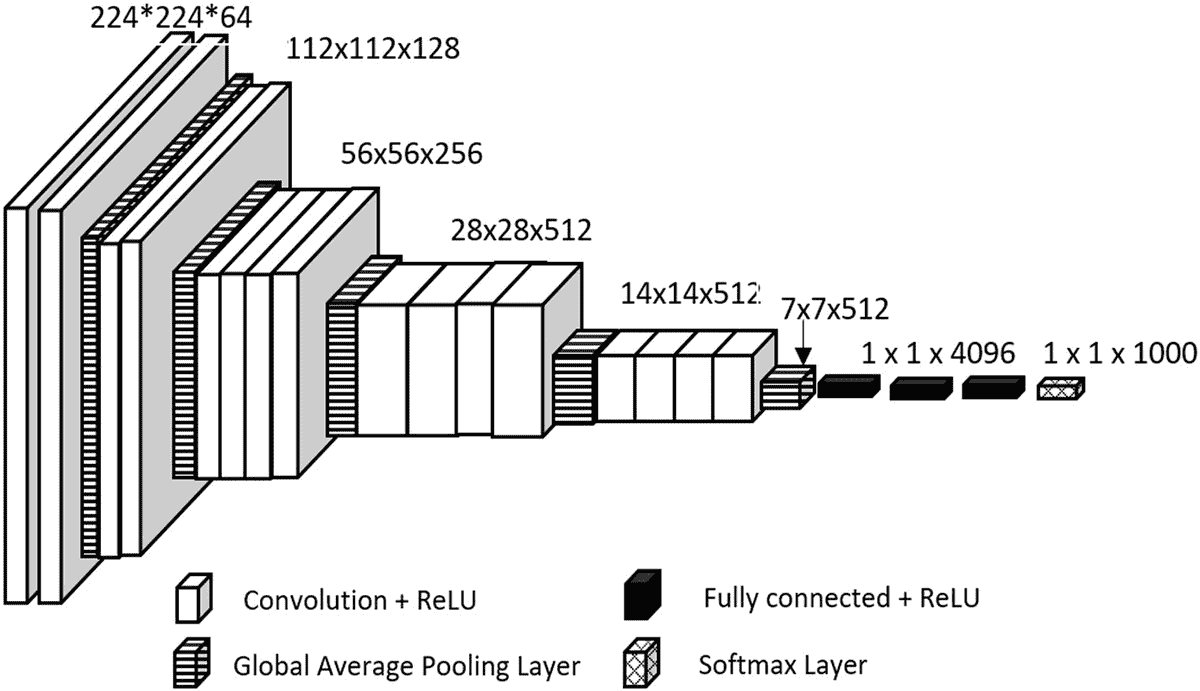 224*224*64
112x112x128
56x56x256
28x28x512
14x14x512
7x7x512
1 x 1 x 4096
1 x 1 x 1000
Convolution + ReLU
Fully connected + ReLU
Global Average Pooling Layer
Softmax Layer